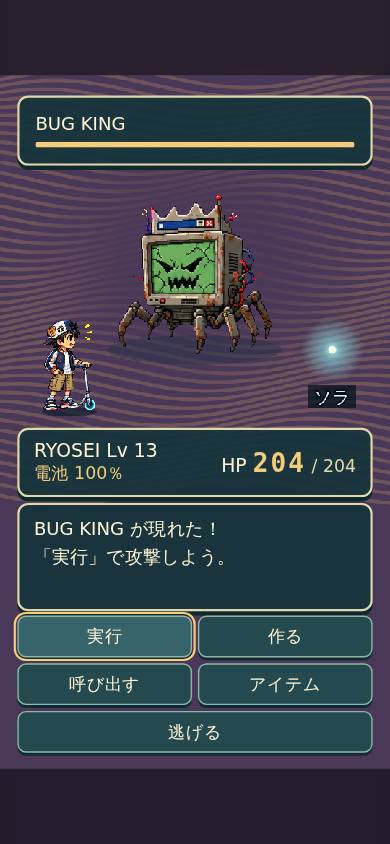 BUG KING
ソラ
RYOSEI Lv 13
電池 100%
HP 204 / 204
BUG KING が現れた！
「実行」で攻撃しよう。
実行
作る
呼び出す
アイテム
逃げる